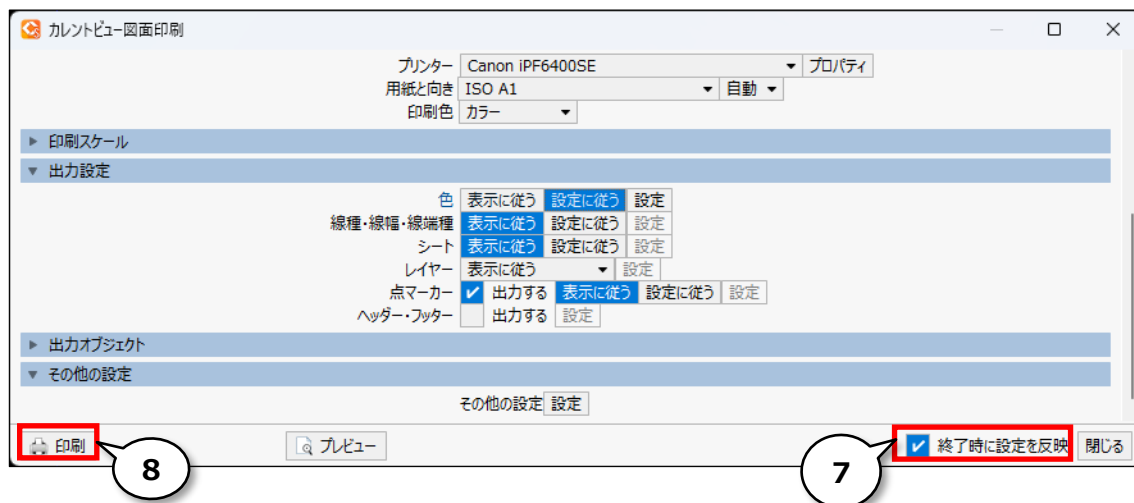 カレントビュー図面印刷
プリンター Canon iPF6400SE プロパティ
用紙と向き ISO A1 自動
印刷色 カラー
印刷スケール
出力設定
色 表示に従う 設定に従う 設定
線種・線幅・線端種 表示に従う 設定に従う 設定
シート 表示に従う 設定に従う 設定
レイヤー 表示に従う 設定
点マーカー 出力する 表示に従う 設定に従う 設定
ヘッダー・フッター 出力する 設定
出力オブジェクト
その他の設定
その他の設定 設定
印刷 プレビュー 終了時に設定を反映 閉じる
8 7